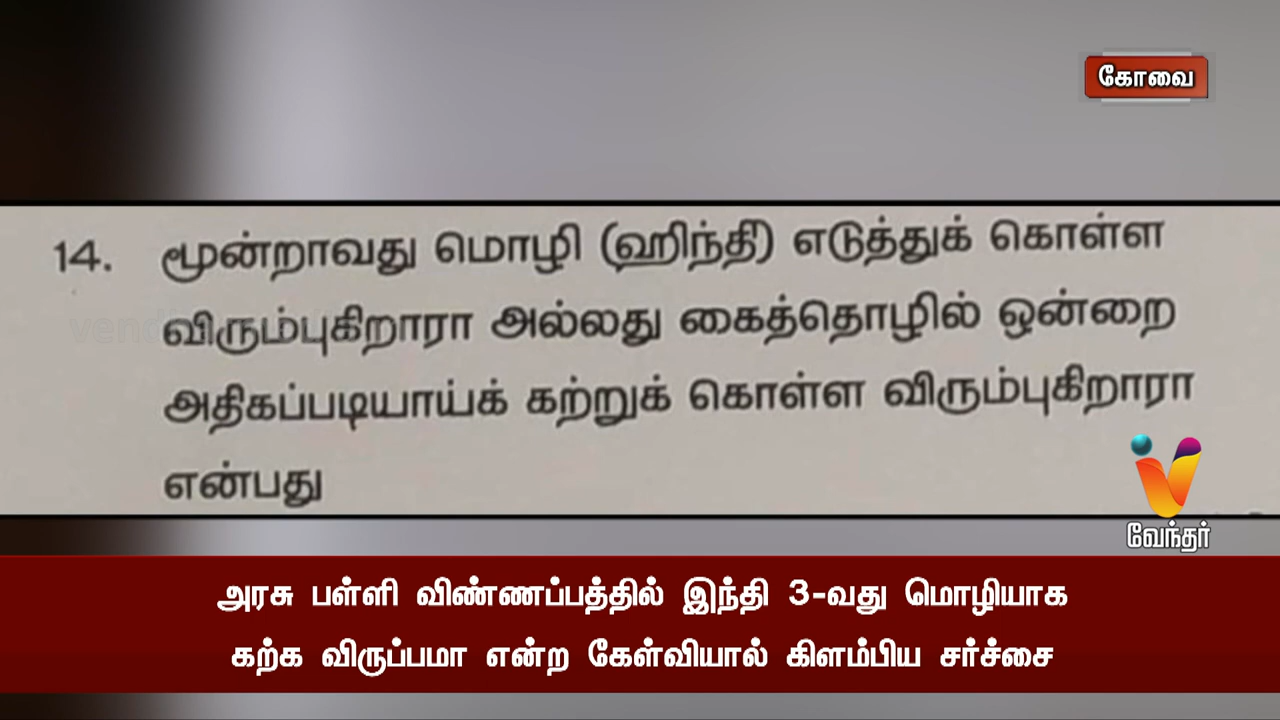 கோவை
14. மூன்றாவது மொழி (ஹிந்தி) எடுத்துக் கொள்ள
விரும்புகிறாரா அல்லது கைத்தொழில் ஒன்றை
அதிகப்படியாய்க் கற்றுக் கொள்ள விரும்புகிறாரா
என்பது
வேந்தர்
அரசு பள்ளி விண்ணப்பத்தில் இந்தி 3-வது மொழியாக
கற்க விருப்பமா என்ற கேள்வியால் கிளம்பிய சர்ச்சை